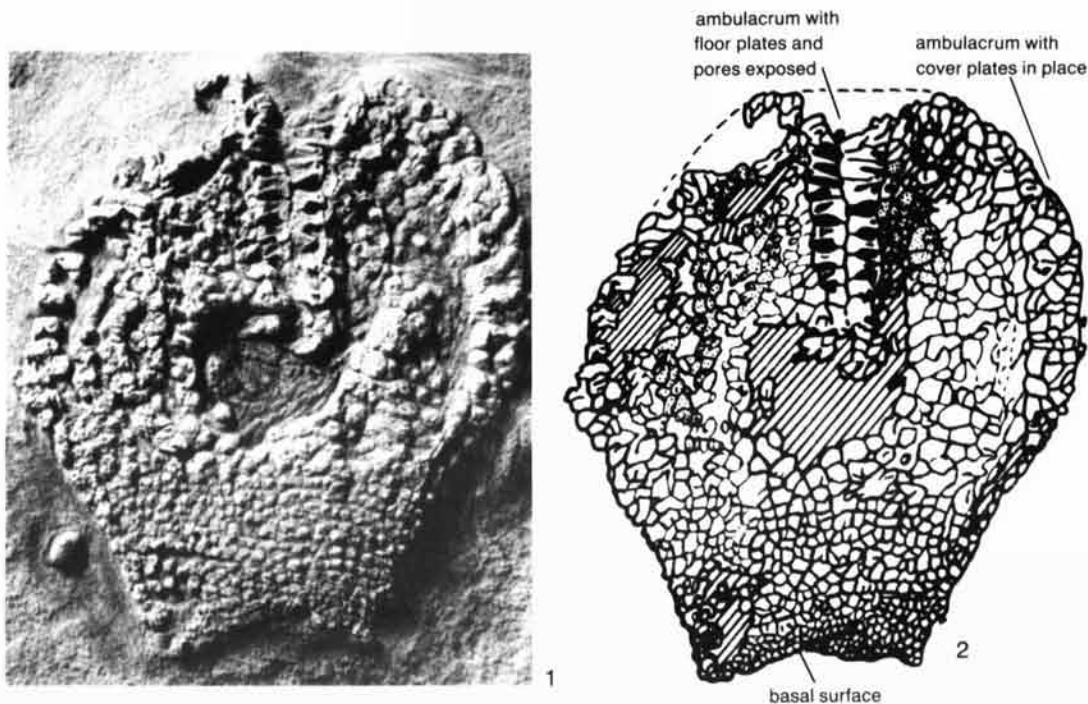 ambulacrum with
floor plates and
pores exposed
ambulacrum with
cover plates in place
1
2
basal surface